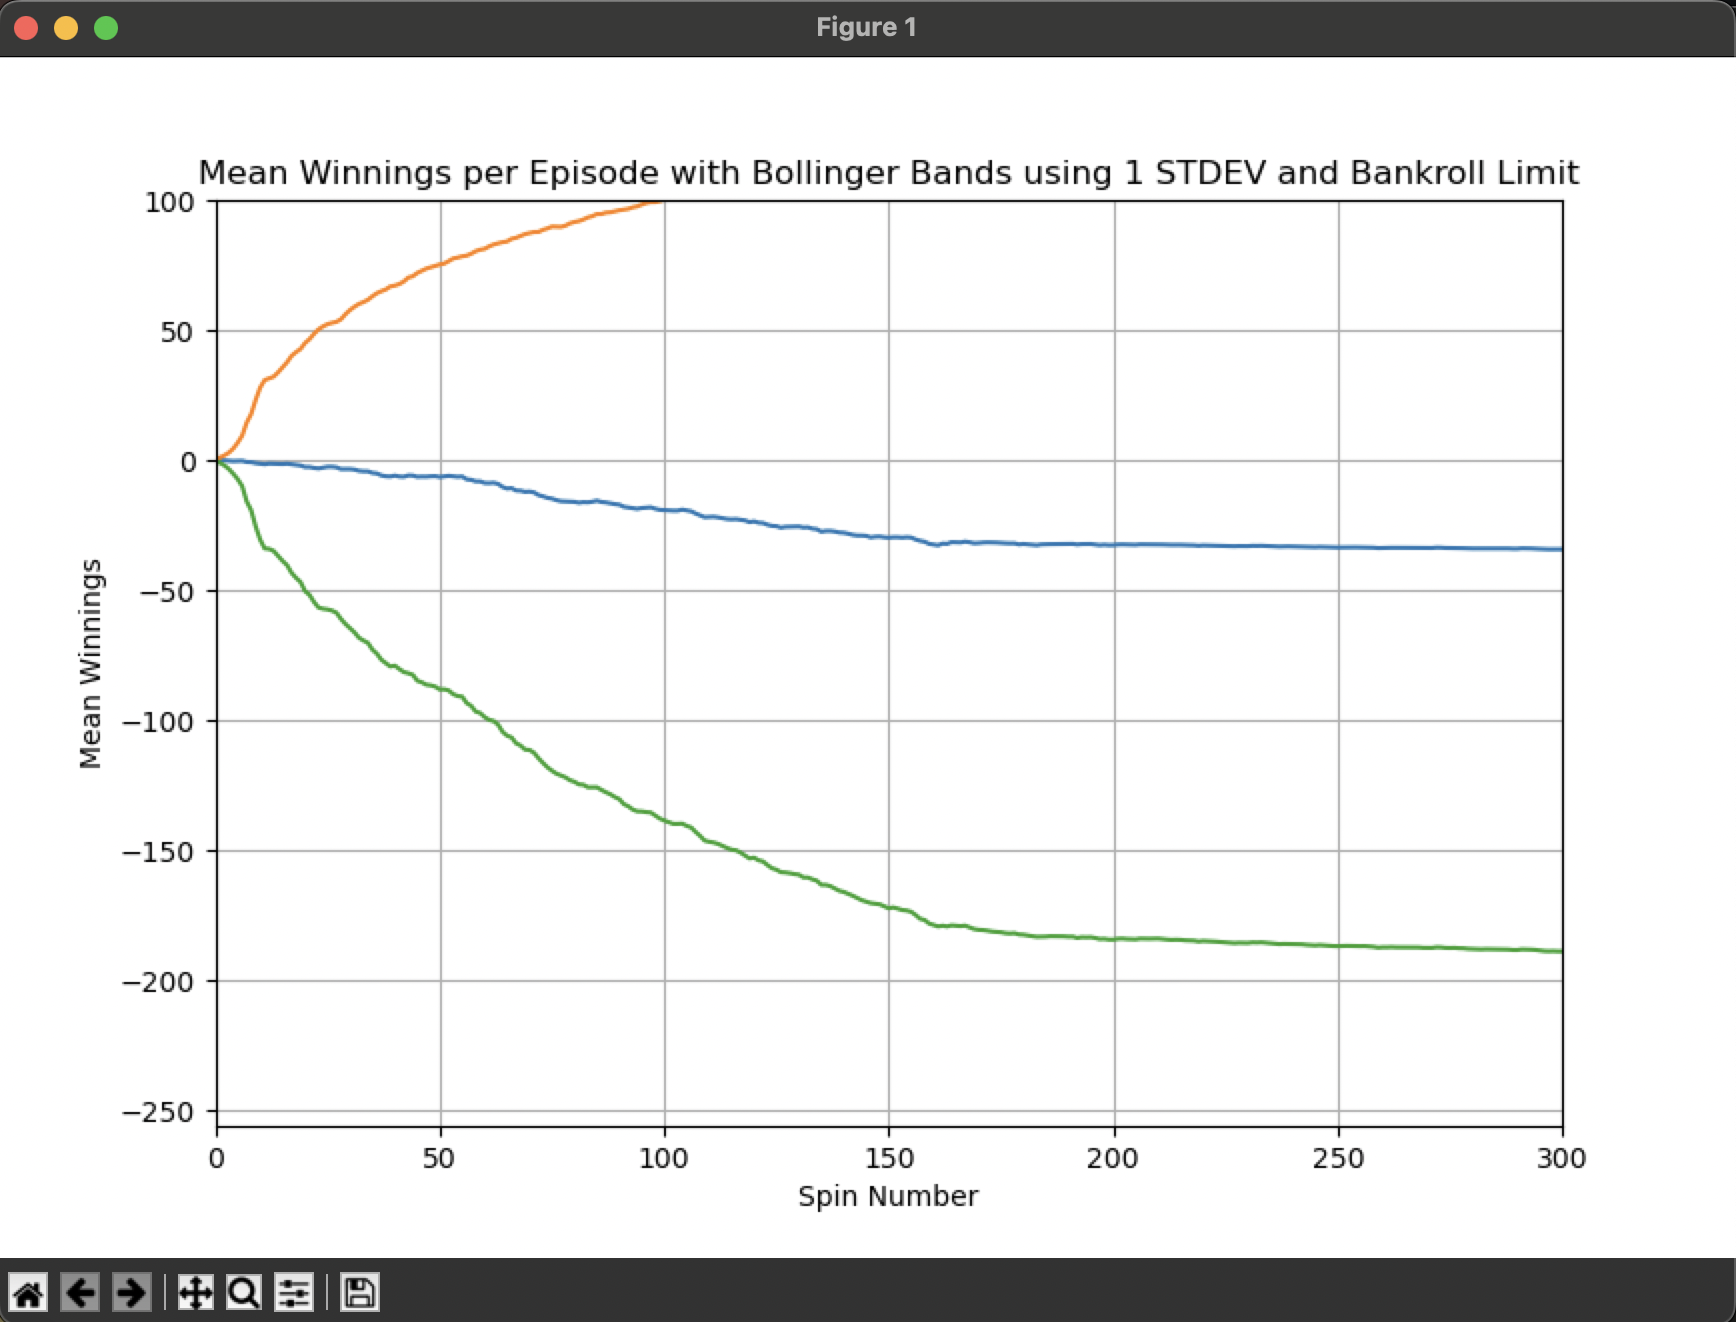 Figure 1
Mean Winnings per Episode with Bollinger Bands using 1 STDEV and Bankroll Limit
100
50
0
−50
−100
−150
−200
−250
Mean Winnings
0 50 100 150 200 250 300
Spin Number